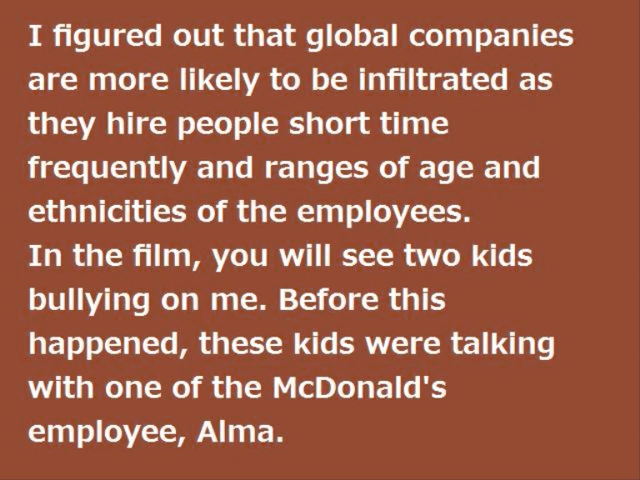 I figured out that global companies
are more likely to be infiltrated as
they hire people short time
frequently and ranges of age and
ethnicities of the employees.
In the film, you will see two kids
bullying on me. Before this
happened, these kids were talking
with one of the McDonald's
employee, Alma.